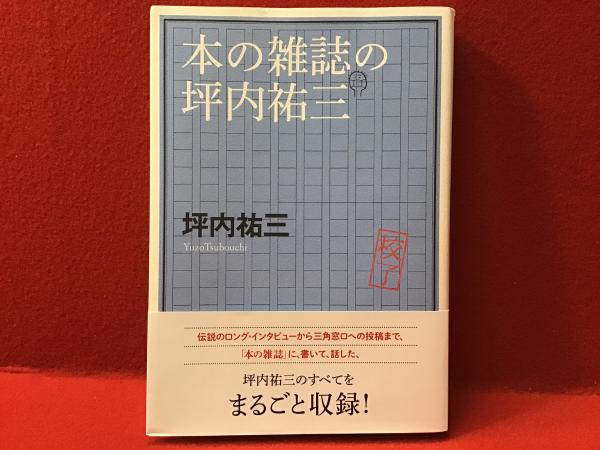 本の雑誌の
坪内祐三
坪内祐三
YuzoTsubouchi
校了
伝説のロング・インタビューから三角窓口への投稿まで、
「本の雑誌」に、書いて、話した、
坪内祐三のすべてを
まるごと収録!